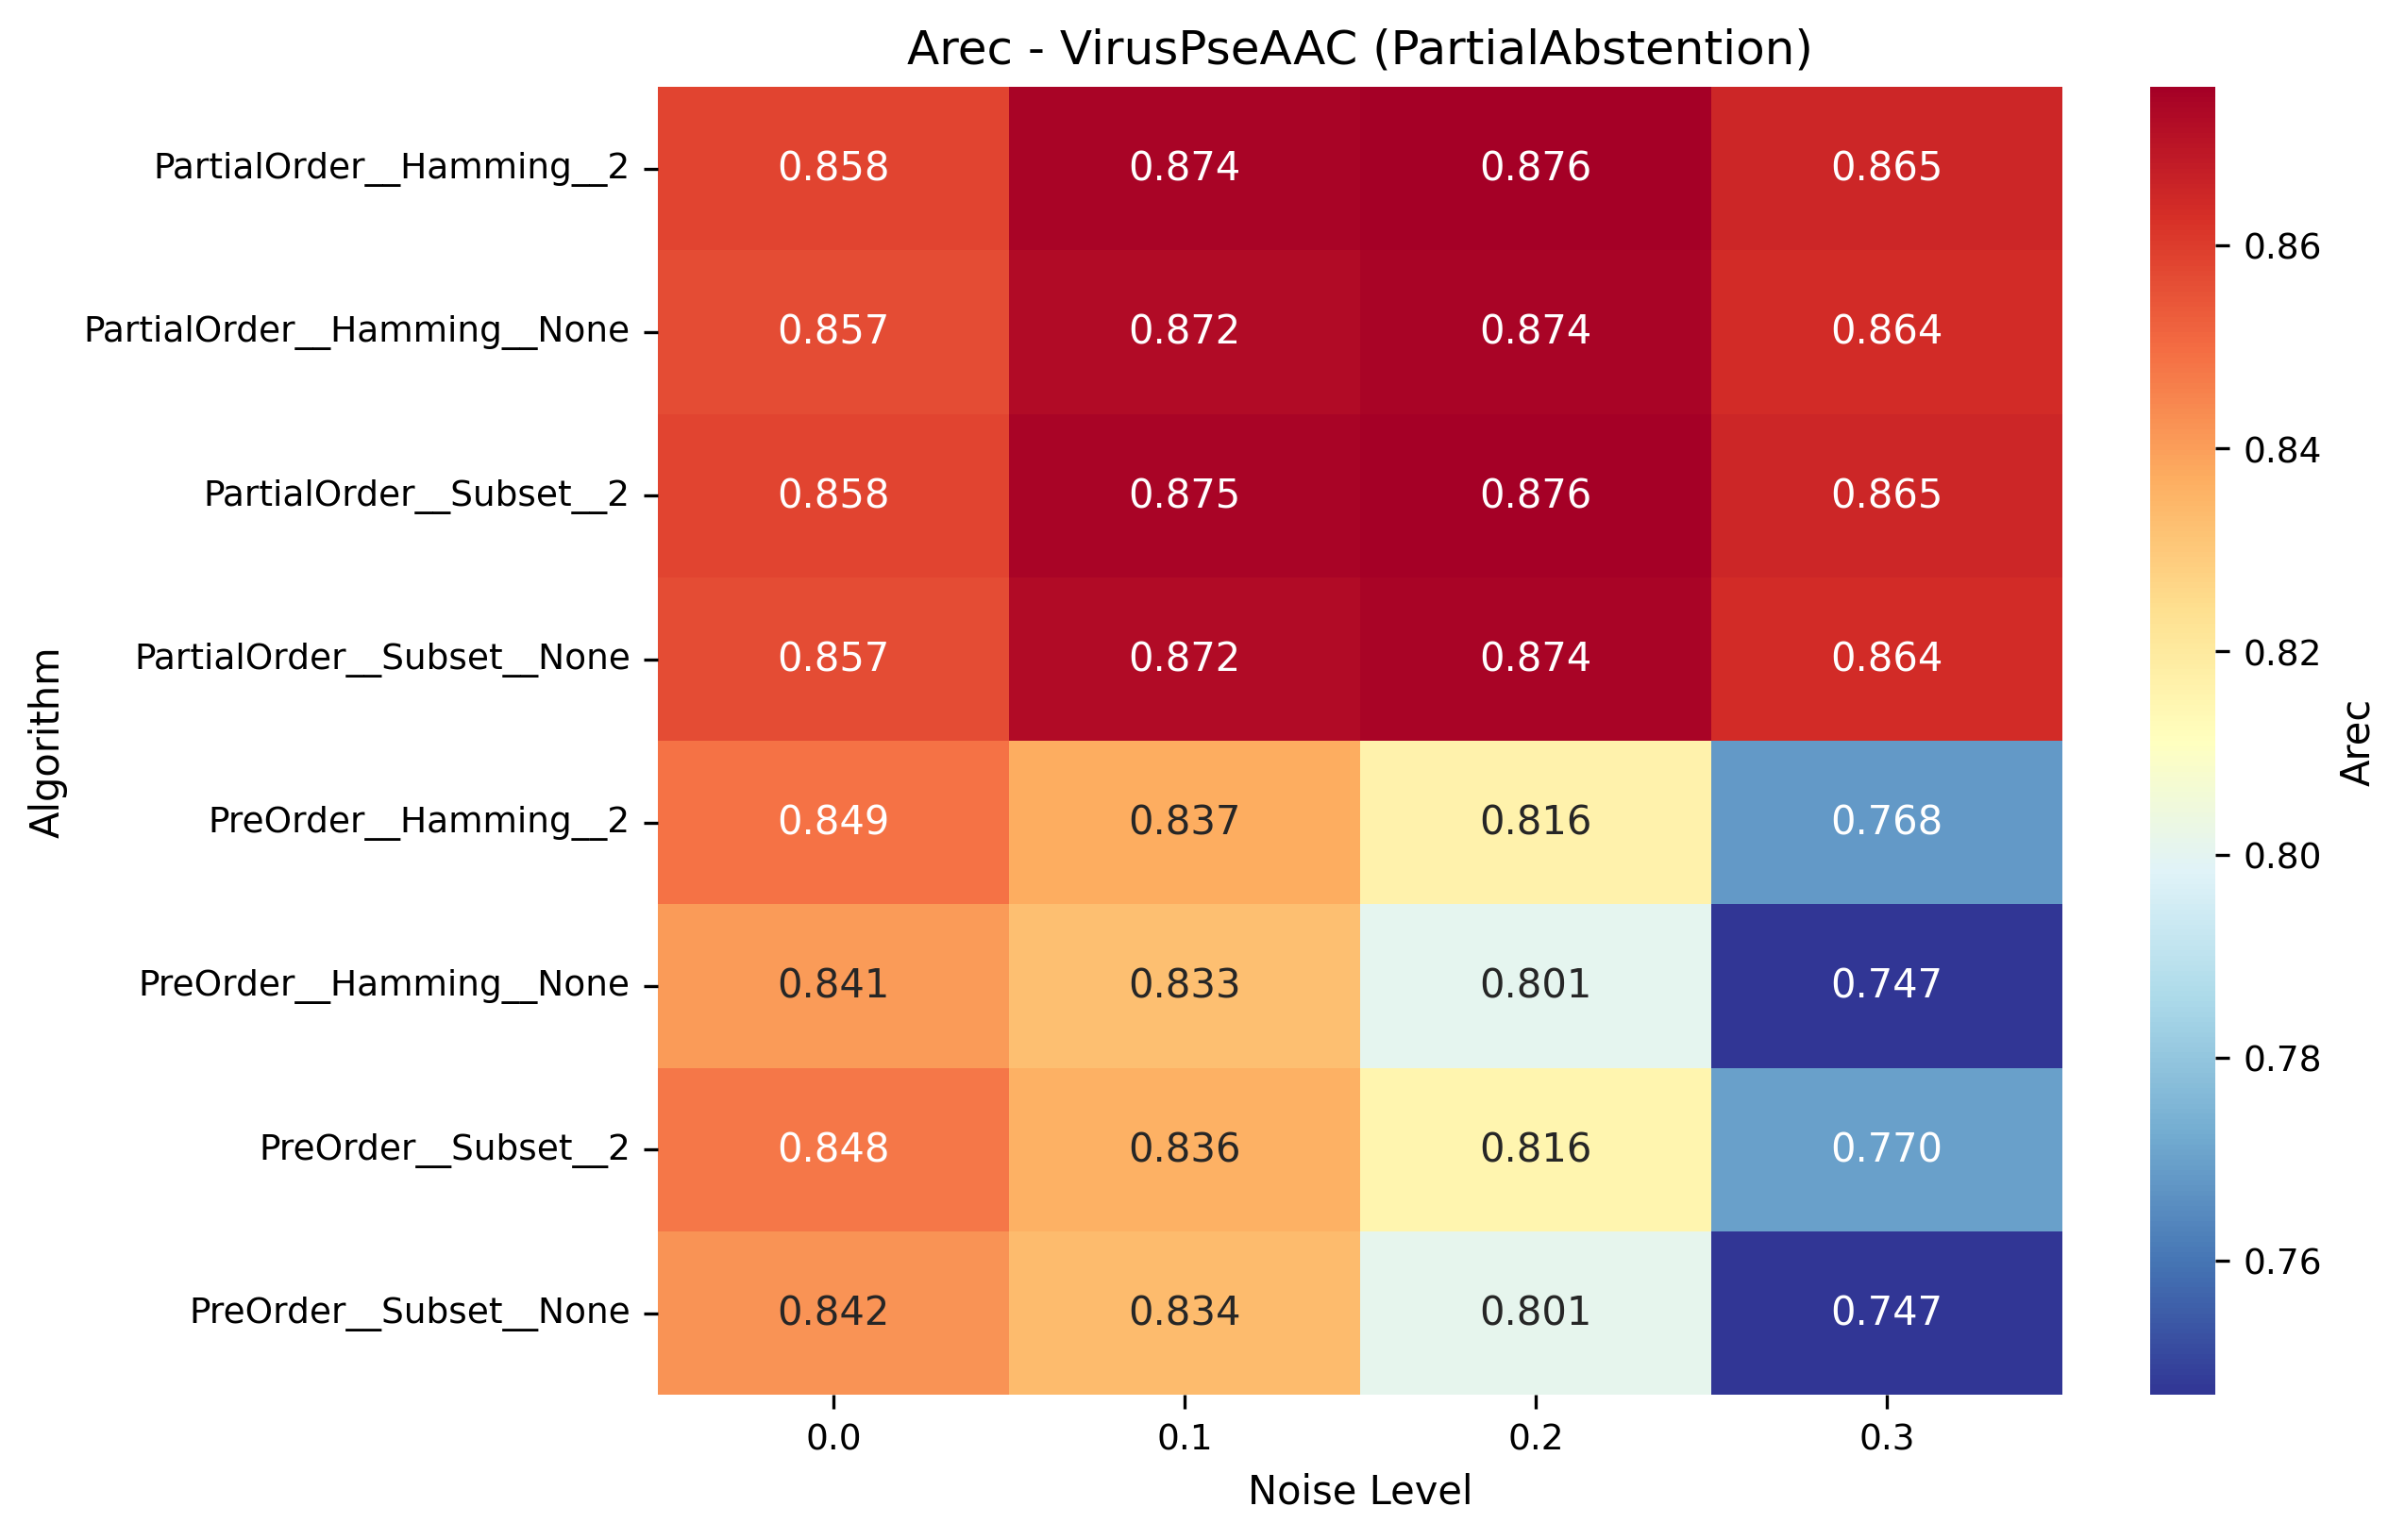 Arec - VirusPseAAC (PartialAbstention)
Algorithm
PartialOrder__Hamming__2 0.858 0.874 0.876 0.865
PartialOrder__Hamming__None 0.857 0.872 0.874 0.864
PartialOrder__Subset__2 0.858 0.875 0.876 0.865
PartialOrder__Subset__None 0.857 0.872 0.874 0.864
PreOrder__Hamming__2 0.849 0.837 0.816 0.768
PreOrder__Hamming__None 0.841 0.833 0.801 0.747
PreOrder__Subset__2 0.848 0.836 0.816 0.770
PreOrder__Subset__None 0.842 0.834 0.801 0.747
0.0 0.1 0.2 0.3
Noise Level
0.86
0.84
0.82
0.80
0.78
0.76
Arec